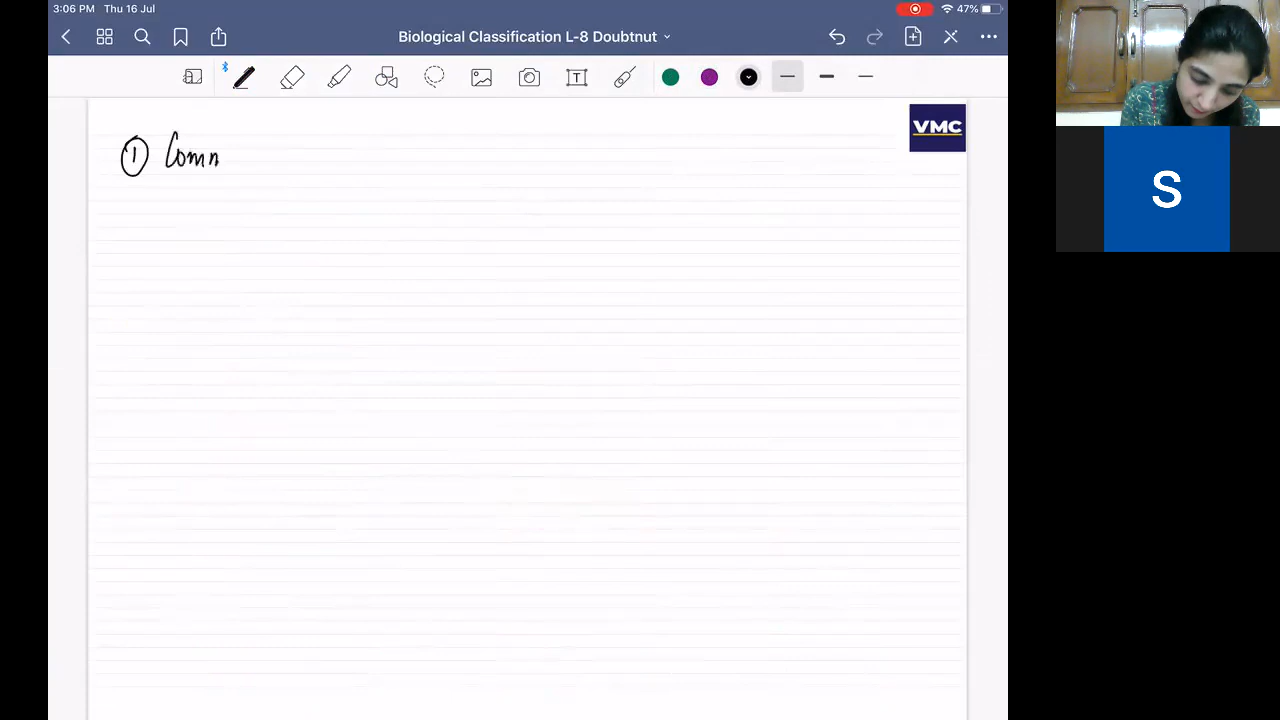 3:06 PM Thu 16 Jul
47%
Biological Classification L-8 Doubtnut
T
VMC
① Comn
S